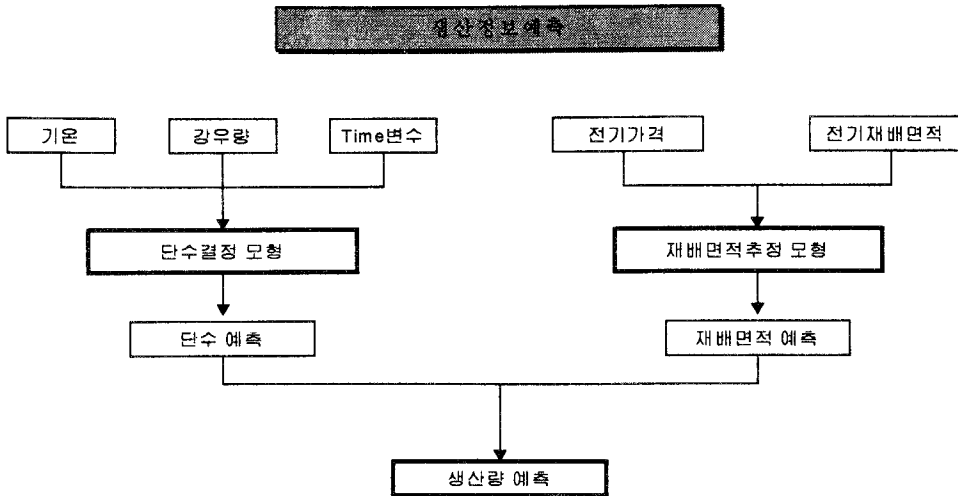 생산정보예측
기온
강우량
Time변수
전기가격
전기재배면적
단수결정 모형
재배면적추정 모형
단수 예측
재배면적 예측
생산량 예측